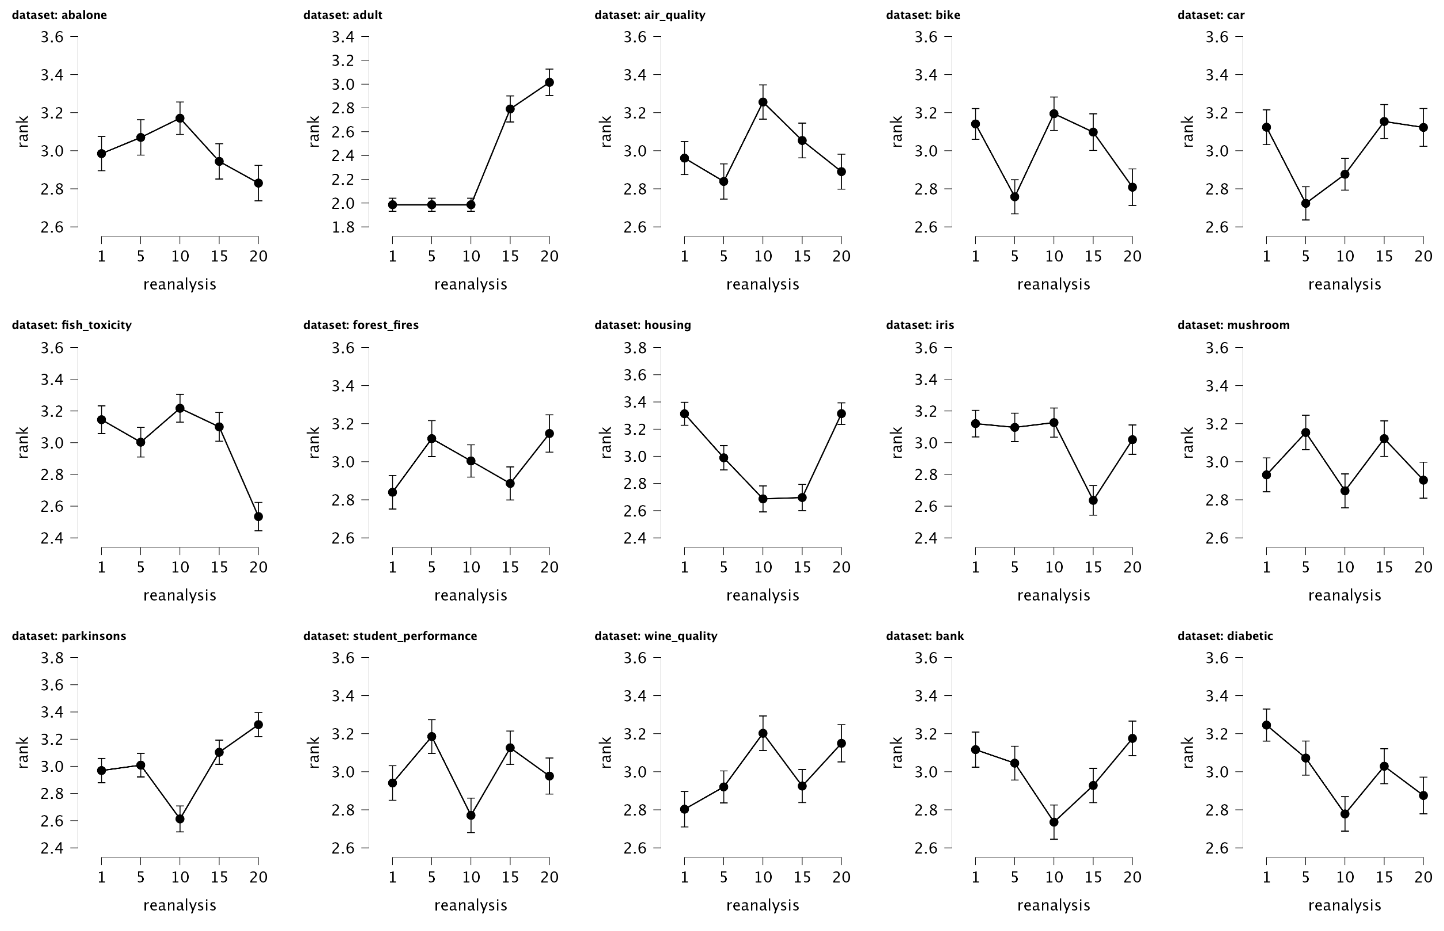 dataset: abalone
3.6
3.4
3.2
3.0
2.8
2.6
rank
1 5 10 15 20
reanalysis
dataset: adult
3.4
3.2
3.0
2.8
2.6
2.4
2.2
2.0
1.8
rank
1 5 10 15 20
reanalysis
dataset: air_quality
3.6
3.4
3.2
3.0
2.8
2.6
rank
1 5 10 15 20
reanalysis
dataset: bike
3.6
3.4
3.2
3.0
2.8
2.6
rank
1 5 10 15 20
reanalysis
dataset: car
3.6
3.4
3.2
3.0
2.8
2.6
rank
1 5 10 15 20
reanalysis
dataset: fish_toxicity
3.6
3.4
3.2
3.0
2.8
2.6
2.4
rank
1 5 10 15 20
reanalysis
dataset: forest_fires
3.6
3.4
3.2
3.0
2.8
2.6
rank
1 5 10 15 20
reanalysis
dataset: housing
3.8
3.6
3.4
3.2
3.0
2.8
2.6
2.4
rank
1 5 10 15 20
reanalysis
dataset: iris
3.6
3.4
3.2
3.0
2.8
2.6
2.4
rank
1 5 10 15 20
reanalysis
dataset: mushroom
3.6
3.4
3.2
3.0
2.8
2.6
rank
1 5 10 15 20
reanalysis
dataset: parkinsons
3.8
3.6
3.4
3.2
3.0
2.8
2.6
2.4
rank
1 5 10 15 20
reanalysis
dataset: student_performance
3.6
3.4
3.2
3.0
2.8
2.6
rank
1 5 10 15 20
reanalysis
dataset: wine_quality
3.6
3.4
3.2
3.0
2.8
2.6
rank
1 5 10 15 20
reanalysis
dataset: bank
3.6
3.4
3.2
3.0
2.8
2.6
rank
1 5 10 15 20
reanalysis
dataset: diabetic
3.6
3.4
3.2
3.0
2.8
2.6
rank
1 5 10 15 20
reanalysis